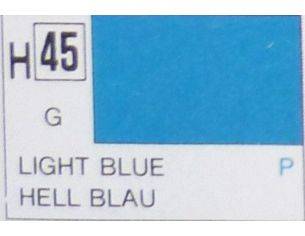 H 45
G
LIGHT BLUE P
HELL BLAU